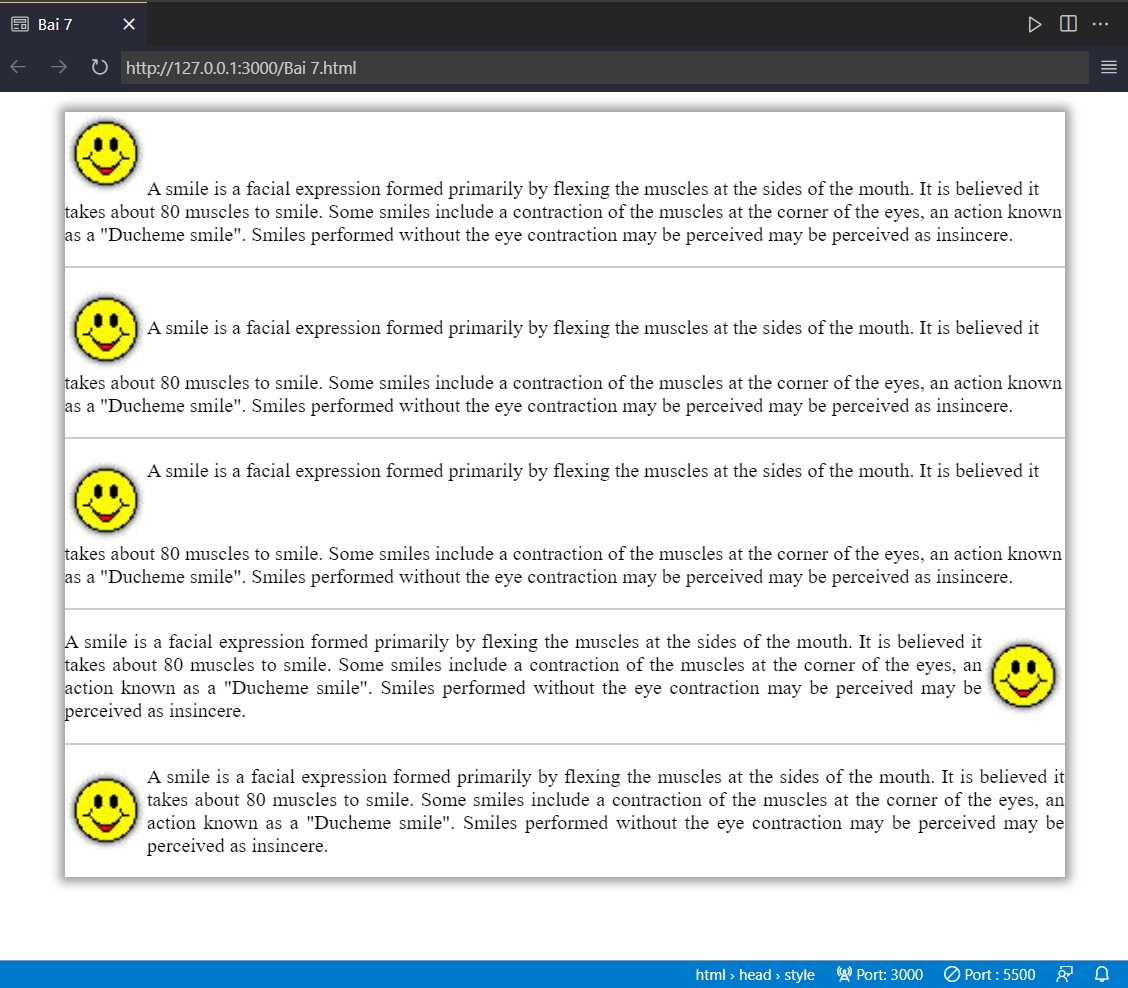 Bai 7
http://127.0.0.1:3000/Bai 7.html
A smile is a facial expression formed primarily by flexing the muscles at the sides of the mouth. It is believed it
takes about 80 muscles to smile. Some smiles include a contraction of the muscles at the corner of the eyes, an action known
as a "Ducheme smile". Smiles performed without the eye contraction may be perceived may be perceived as insincere.
A smile is a facial expression formed primarily by flexing the muscles at the sides of the mouth. It is believed it
takes about 80 muscles to smile. Some smiles include a contraction of the muscles at the corner of the eyes, an action known
as a "Ducheme smile". Smiles performed without the eye contraction may be perceived may be perceived as insincere.
A smile is a facial expression formed primarily by flexing the muscles at the sides of the mouth. It is believed it
takes about 80 muscles to smile. Some smiles include a contraction of the muscles at the corner of the eyes, an action known
as a "Ducheme smile". Smiles performed without the eye contraction may be perceived may be perceived as insincere.
A smile is a facial expression formed primarily by flexing the muscles at the sides of the mouth. It is believed it
takes about 80 muscles to smile. Some smiles include a contraction of the muscles at the corner of the eyes, an
action known as a "Ducheme smile". Smiles performed without the eye contraction may be perceived may be
perceived as insincere.
A smile is a facial expression formed primarily by flexing the muscles at the sides of the mouth. It is believed it
takes about 80 muscles to smile. Some smiles include a contraction of the muscles at the corner of the eyes, an
action known as a "Ducheme smile". Smiles performed without the eye contraction may be perceived may be
perceived as insincere.
html › head › style Port: 3000 Port : 5500